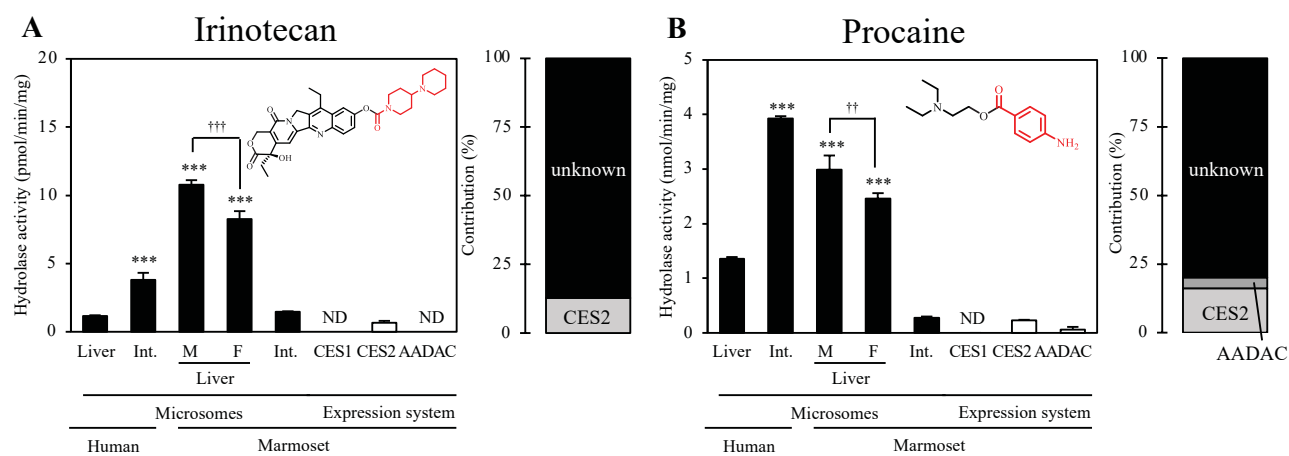 A
Irinotecan
Hydrolase activity (pmol/min/mg)
20
15
10
5
0
***
***
***
†††
ND
ND
O
N
O
O
O
OH
N
O
O
N
N
Liver
Int.
M
F
Int.
CES1
CES2
AADAC
Liver
Microsomes
Expression system
Human
Marmoset
Contribution (%)
100
75
50
25
0
unknown
CES2
B
Procaine
Hydrolase activity (nmol/min/mg)
5
4
3
2
1
0
***
***
***
††
ND
N
O
O
NH2
Liver
Int.
M
F
Int.
CES1
CES2
AADAC
Liver
Microsomes
Expression system
Human
Marmoset
Contribution (%)
100
75
50
25
0
unknown
CES2
AADAC